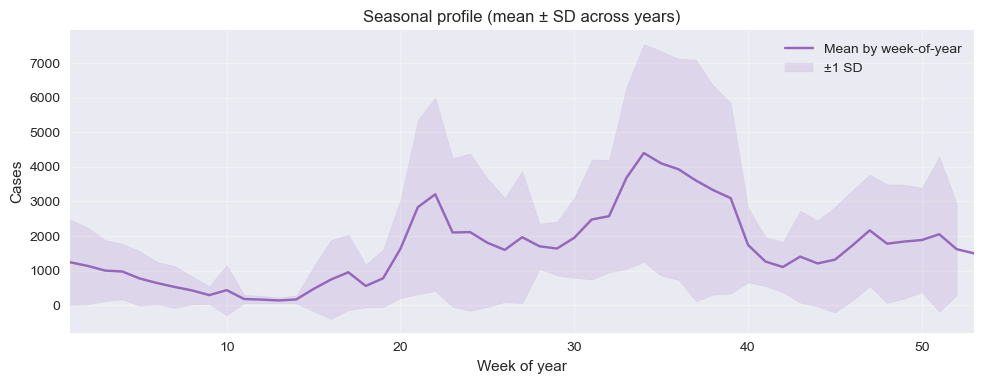 Seasonal profile (mean ± SD across years)
Mean by week-of-year
±1 SD
Cases
7000
6000
5000
4000
3000
2000
1000
0
10 20 30 40 50
Week of year